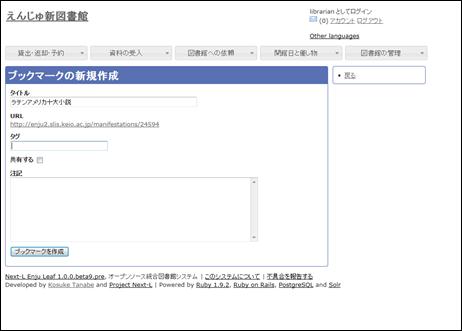 えんじゅ新図書館
librarian としてログイン
(0) アカウント ログアウト
Other languages
貸出・返却・予約
資料の受入
図書館への依頼
開館日と催し物
図書館の管理
ブックマークの新規作成
戻る
タイトル
ラテンアメリカ十大小説
URL
http://enju2.slis.keio.ac.jp/manifestations/24594
タグ
共有する
注記
ブックマークを作成
Next-L Enju Leaf 1.0.0.beta9.pre, オープンソース統合図書館システム | このシステムについて | 不具合を報告する
Developed by Kosuke Tanabe and Project Next-L | Powered by Ruby 1.9.2, Ruby on Rails, PostgreSQL and Solr